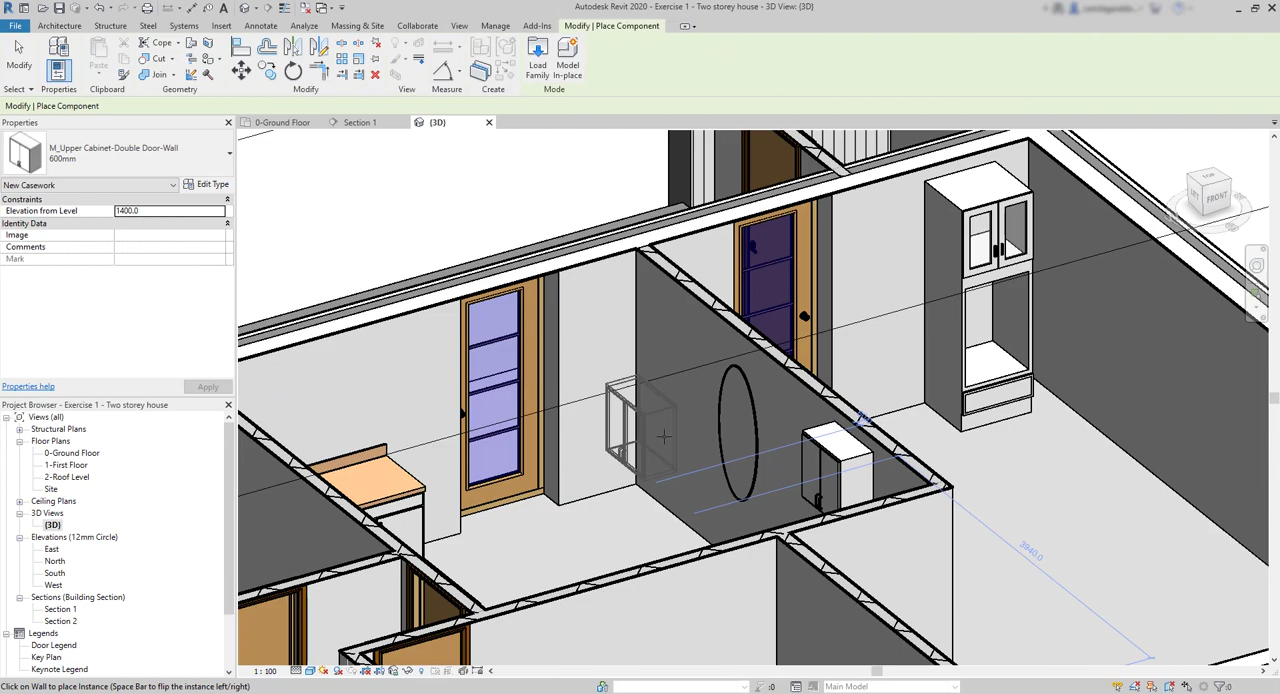 Autodesk Revit 2020 - Exercise 1 - Two storey house - 3D View: {3D}
File Architecture Structure Steel Systems Insert Annotate Analyze Massing & Site Collaborate View Manage Add-Ins Modify | Place Component
Modify
Paste
Cope
Cut
Join
Load Family
Model In-place
Select Properties Clipboard Geometry Modify View Measure Create Mode
Modify | Place Component
Properties
0-Ground Floor
Section 1
{3D}
M_Upper Cabinet-Double Door-Wall
600mm
New Casework
Edit Type
Constraints
Elevation from Level 1400.0
Identity Data
Image
Comments
Mark
Properties help
Apply
Project Browser - Exercise 1 - Two storey house
Views (all)
Structural Plans
Floor Plans
0-Ground Floor
1-First Floor
2-Roof Level
Site
Ceiling Plans
3D Views
{3D}
Elevations (12mm Circle)
East
North
South
West
Sections (Building Section)
Section 1
Section 2
Legends
Door Legend
Key Plan
Keynote Legend
TOP
FRONT
3940.0
1 : 100
Click on Wall to place Instance (Space Bar to flip the instance left/right)
:0
Main Model
:0